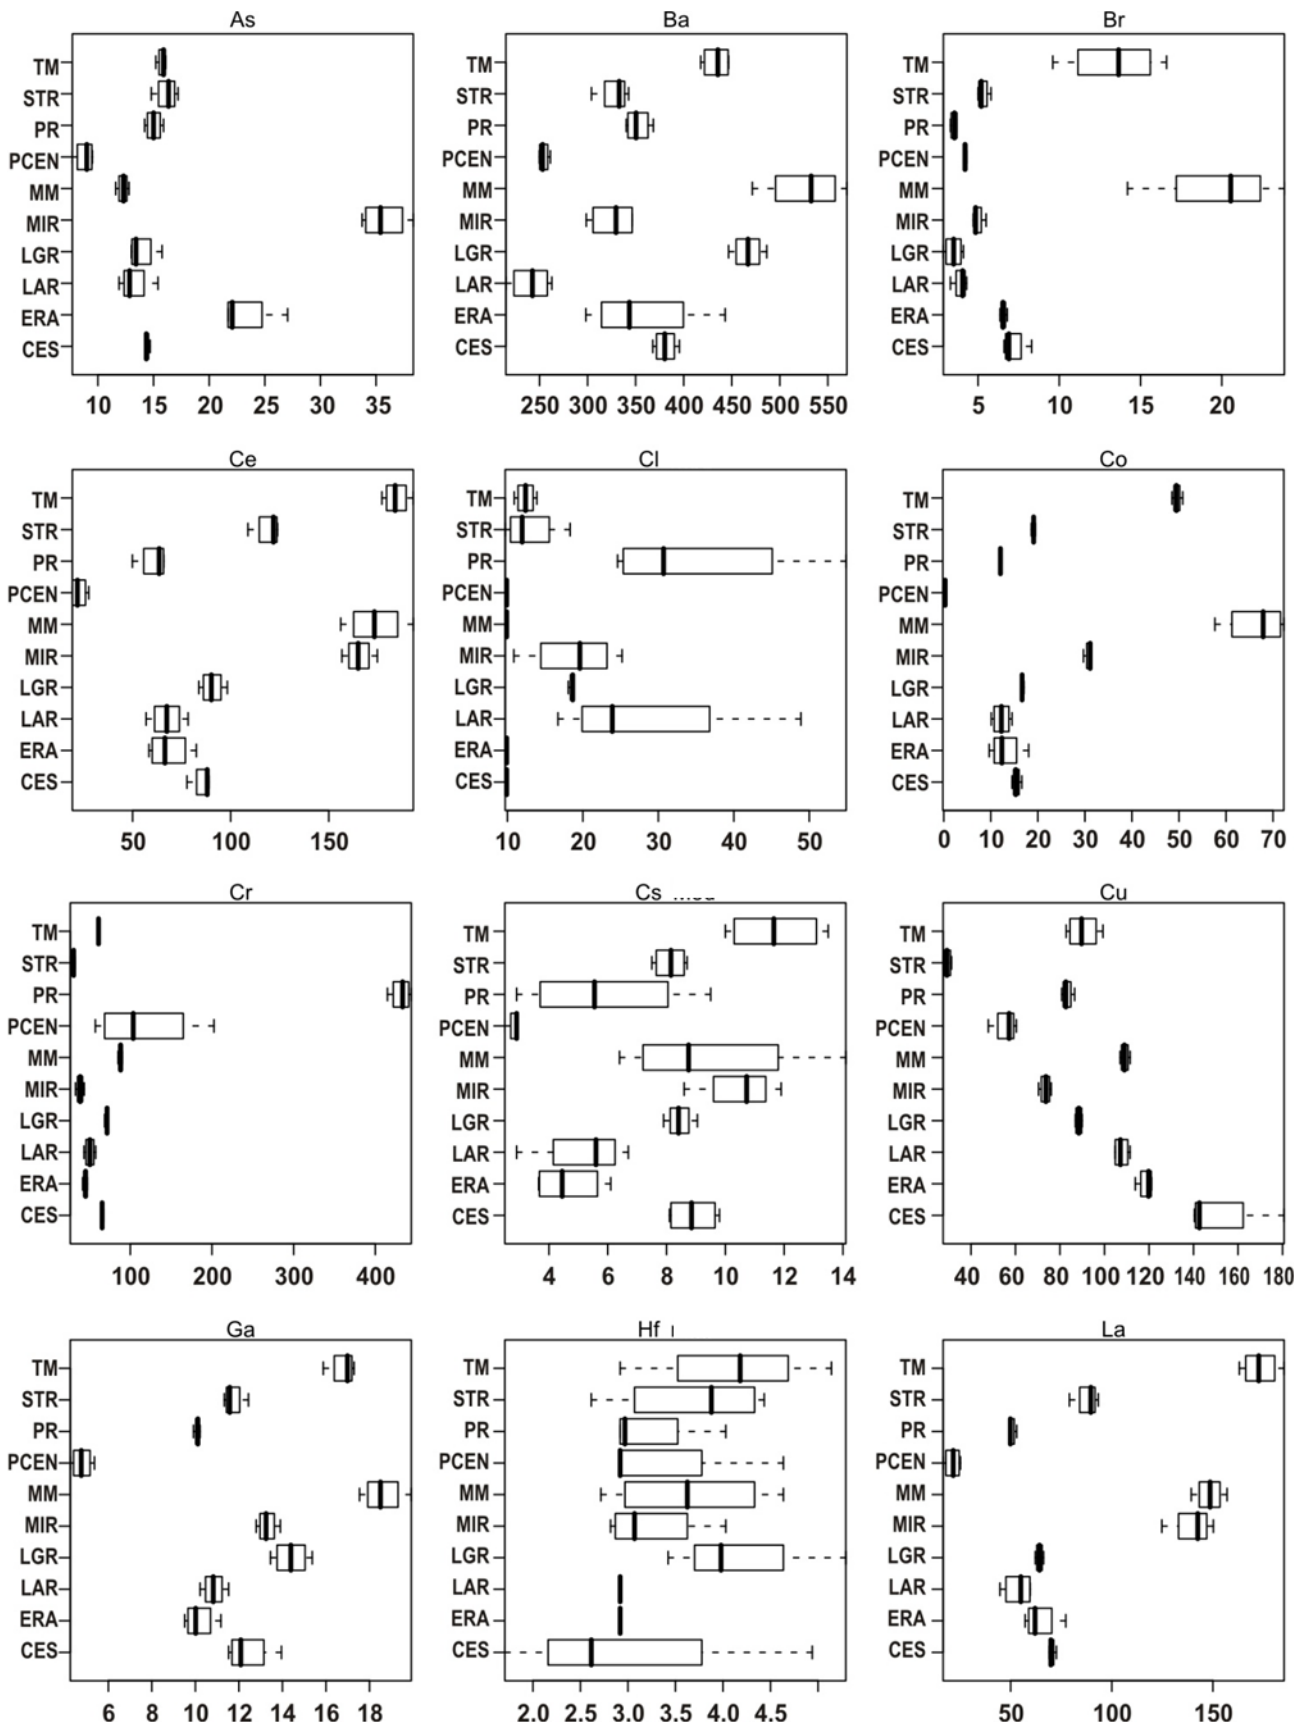 As Ba Br
TM TM TM
STR STR STR
PR PR PR
PCEN PCEN PCEN
MM MM MM
MIR MIR MIR
LGR LGR LGR
LAR LAR LAR
ERA ERA ERA
CES CES CES
10 15 20 25 30 35 250 300 350 400 450 500 550 5 10 15 20
Ce Cl Co
TM TM TM
STR STR STR
PR PR PR
PCEN PCEN PCEN
MM MM MM
MIR MIR MIR
LGR LGR LGR
LAR LAR LAR
ERA ERA ERA
CES CES CES
50 100 150 10 20 30 40 50 0 10 20 30 40 50 60 70
Cr Cs Cu
TM TM TM
STR STR STR
PR PR PR
PCEN PCEN PCEN
MM MM MM
MIR MIR MIR
LGR LGR LGR
LAR LAR LAR
ERA ERA ERA
CES CES CES
100 200 300 400 4 6 8 10 12 14 40 60 80 100 120 140 160 180
Ga Hf La
TM TM TM
STR STR STR
PR PR PR
PCEN PCEN PCEN
MM MM MM
MIR MIR MIR
LGR LGR LGR
LAR LAR LAR
ERA ERA ERA
CES CES CES
6 8 10 12 14 16 18 2.0 2.5 3.0 3.5 4.0 4.5 50 100 150